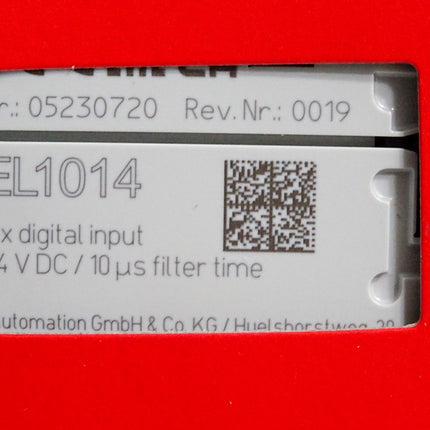 r.: 05230720 Rev.Nr.: 0019
EL1014
x digital input
4 V DC / 10 µs filter time
utomation GmbH & Co. KG / Huelshorstweg 20